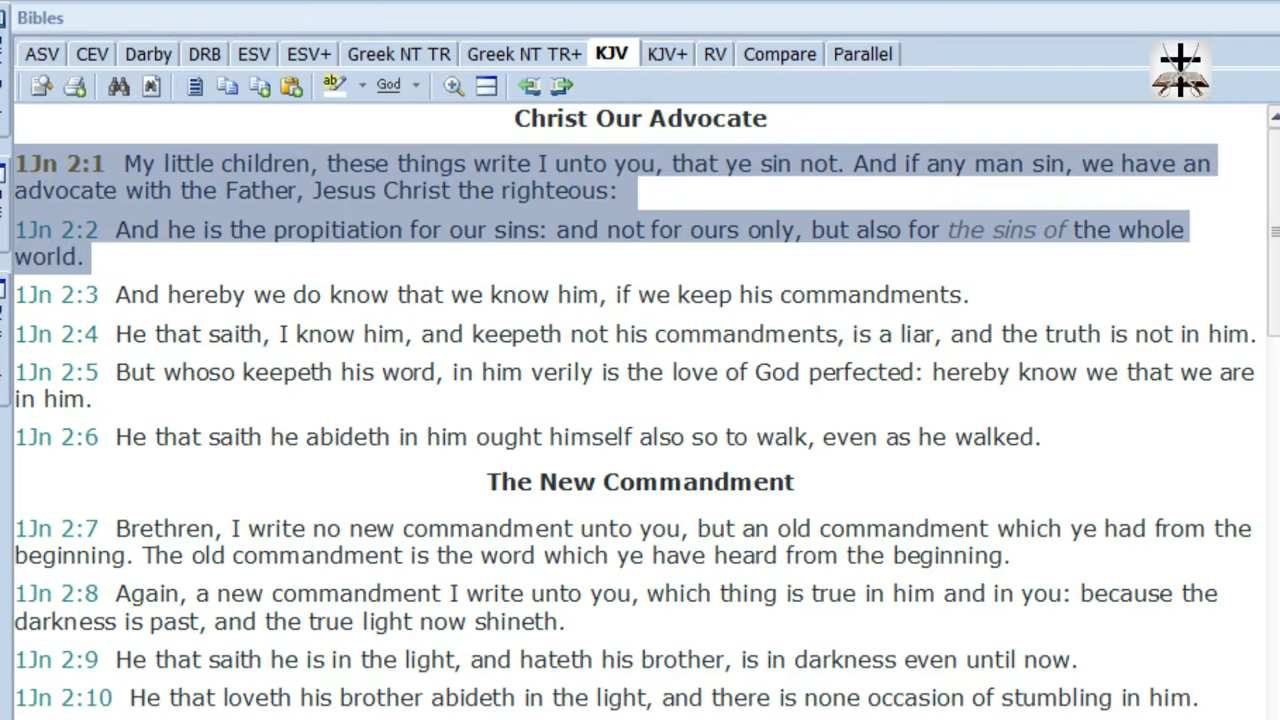 Bibles
ASV CEV Darby DRB ESV ESV+ Greek NT TR Greek NT TR+ KJV KJV+ RV Compare Parallel
ab God
Christ Our Advocate
1Jn 2:1 My little children, these things write I unto you, that ye sin not. And if any man sin, we have an
advocate with the Father, Jesus Christ the righteous:
1Jn 2:2 And he is the propitiation for our sins: and not for ours only, but also for the sins of the whole
world.
1Jn 2:3 And hereby we do know that we know him, if we keep his commandments.
1Jn 2:4 He that saith, I know him, and keepeth not his commandments, is a liar, and the truth is not in him.
1Jn 2:5 But whoso keepeth his word, in him verily is the love of God perfected: hereby know we that we are
in him.
1Jn 2:6 He that saith he abideth in him ought himself also so to walk, even as he walked.
The New Commandment
1Jn 2:7 Brethren, I write no new commandment unto you, but an old commandment which ye had from the
beginning. The old commandment is the word which ye have heard from the beginning.
1Jn 2:8 Again, a new commandment I write unto you, which thing is true in him and in you: because the
darkness is past, and the true light now shineth.
1Jn 2:9 He that saith he is in the light, and hateth his brother, is in darkness even until now.
1Jn 2:10 He that loveth his brother abideth in the light, and there is none occasion of stumbling in him.